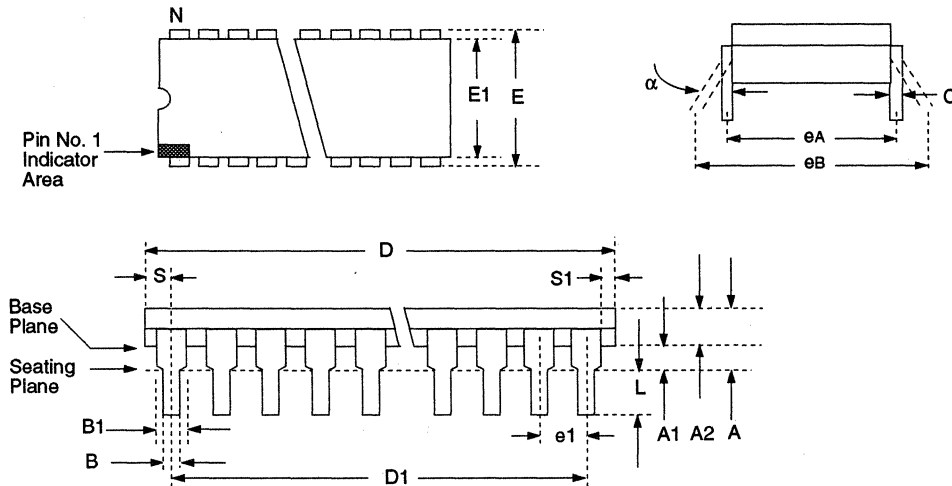 N
E1
E
Pin No. 1
Indicator
Area
α
C
eA
eB
D
S
S1
Base
Plane
Seating
Plane
L
B1
e1
A1
A2
A
B
D1